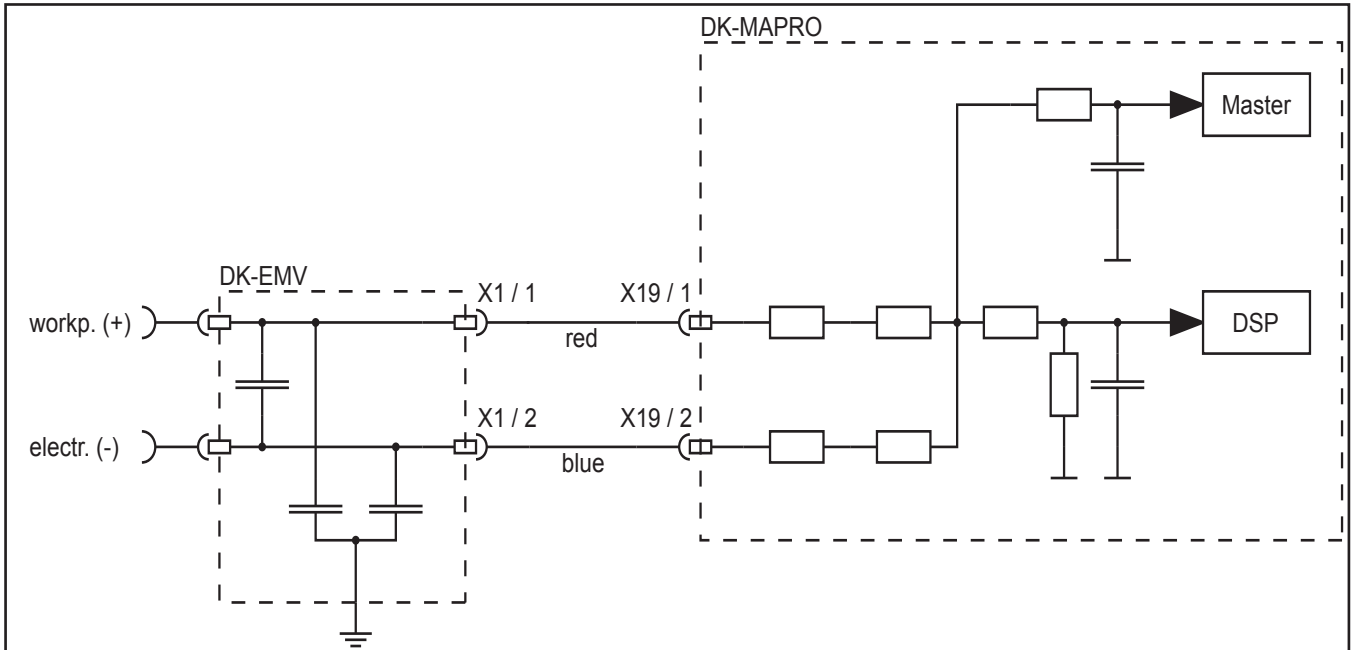 DK-MAPRO
Master
DK-EMV
X1 / 1
X19 / 1
workp. (+)
red
DSP
X1 / 2
X19 / 2
electr. (-)
blue